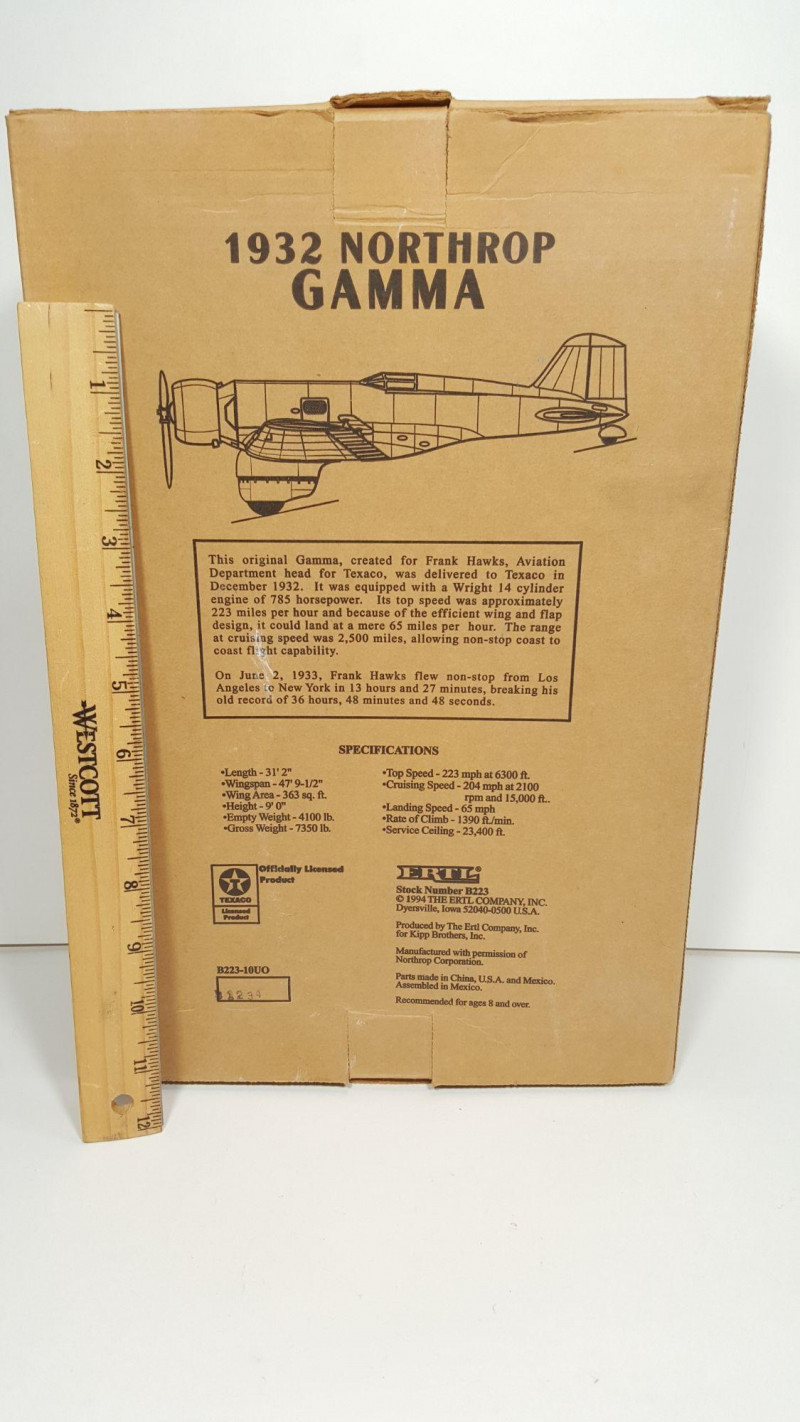 1932 NORTHROP
GAMMA
This original Gamma, created for Frank Hawks, Aviation
Department head for Texaco, was delivered to Texaco in
December 1932. It was equipped with a Wright 14 cylinder
engine of 785 horsepower. Its top speed was approximately
223 miles per hour and because of the efficient wing and flap
design, it could land at a mere 65 miles per hour. The range
at cruising speed was 2,500 miles, allowing non-stop coast to
coast flight capability.
On June 2, 1933, Frank Hawks flew non-stop from Los
Angeles to New York in 13 hours and 27 minutes, breaking his
old record of 36 hours, 48 minutes and 48 seconds.
SPECIFICATIONS
•Length - 31' 2"
•Wingspan - 47' 9-1/2"
•Wing Area - 363 sq. ft.
•Height - 9' 0"
•Empty Weight - 4100 lb.
•Gross Weight - 7350 lb.
•Top Speed - 223 mph at 6300 ft.
•Cruising Speed - 204 mph at 2100
rpm and 15,000 ft..
•Landing Speed - 65 mph
•Rate of Climb - 1390 ft./min.
•Service Ceiling - 23,400 ft.
T
TEXACO
Licensed
Product
Officially Licensed
Product
B223-10UO
ERTL®
Stock Number B223
© 1994 THE ERTL COMPANY, INC.
Dyersville, Iowa 52040-0500 U.S.A.
Produced by The Ertl Company, Inc.
for Kipp Brothers, Inc.
Manufactured with permission of
Northrop Corporation.
Parts made in China, U.S.A. and Mexico.
Assembled in Mexico.
Recommended for ages 8 and over.
1
2
3
4
5
6
7
8
9
10
11
12
WESTCOTT
Since 1872®